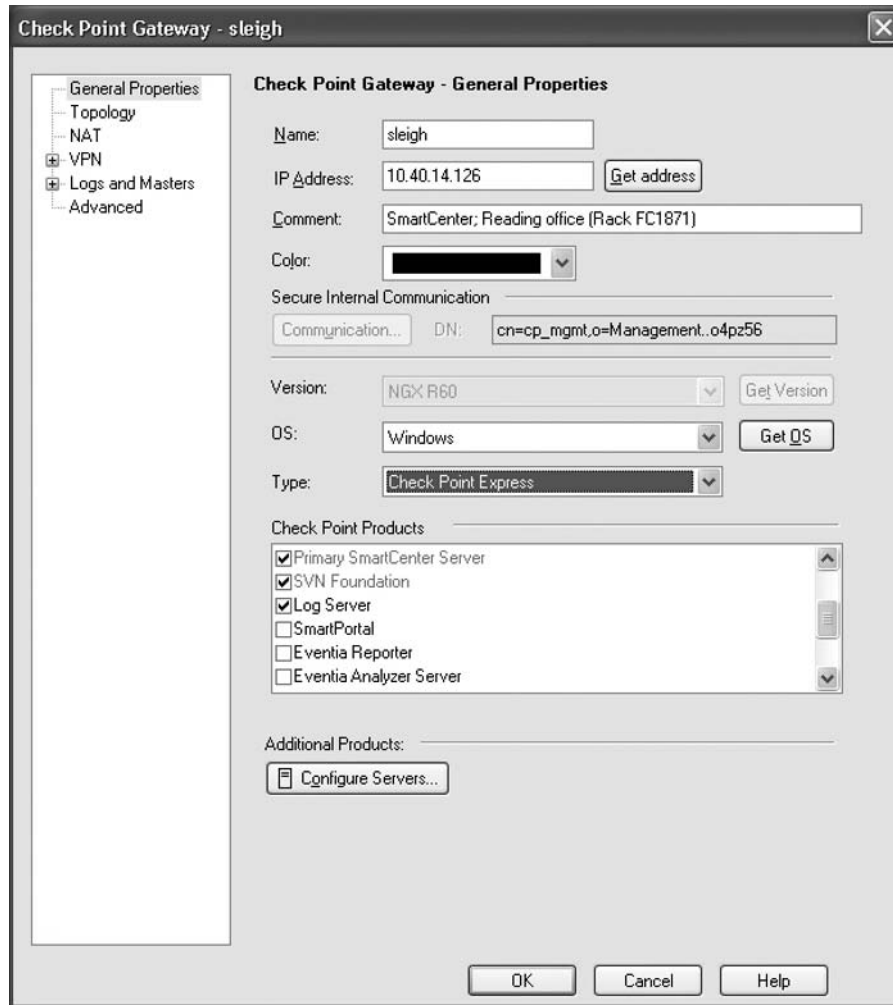 Check Point Gateway - sleigh
General Properties
Topology
NAT
VPN
Logs and Masters
Advanced
Check Point Gateway - General Properties
Name: sleigh
IP Address: 10.40.14.126 Get address
Comment: SmartCenter; Reading office (Rack FC1871)
Color:
Secure Internal Communication
Communication... DN: cn=cp_mgmt,o=Management..o4pz56
Version: NGX R60 Get Version
OS: Windows Get OS
Type: Check Point Express
Check Point Products
Primary SmartCenter Server
SVN Foundation
Log Server
SmartPortal
Eventia Reporter
Eventia Analyzer Server
Additional Products:
Configure Servers...
OK Cancel Help